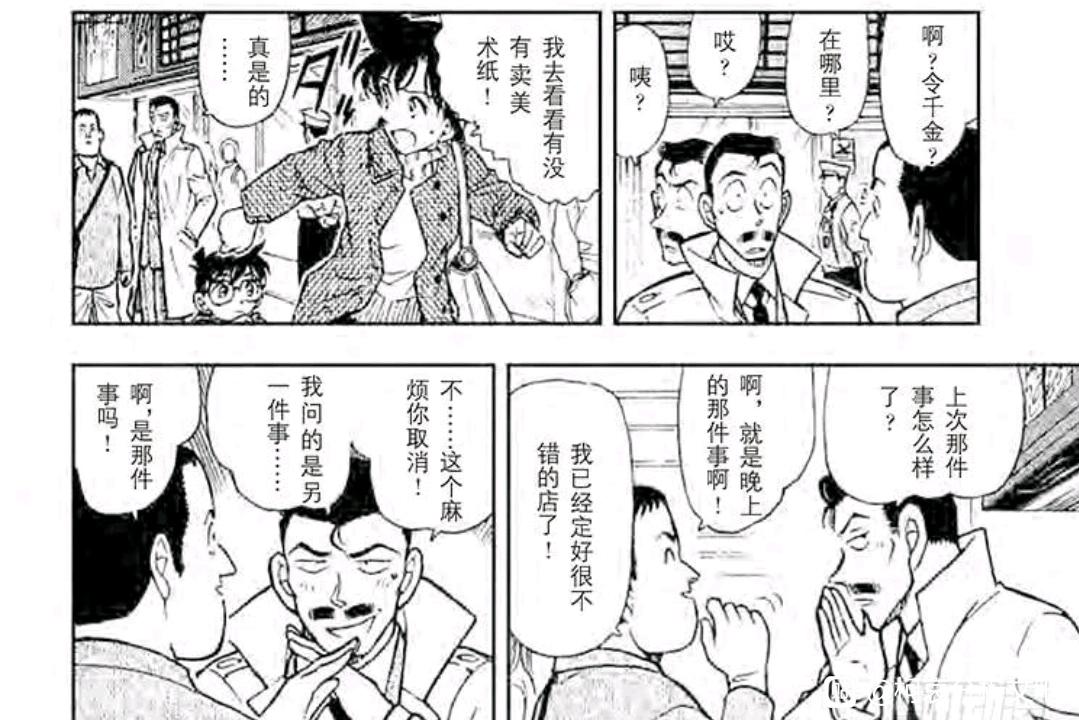 啊？令千金？
在哪里？
哎？
咦？
我去看看有没
有卖美
术纸！
真是的
……
上次那件
事怎么样
了？
啊，就是晚上
的那件事啊！
我已经定好很不
错的店了！
不……这个麻
烦你取消！
我问的是另
一件事……
啊，是那件
事吗！